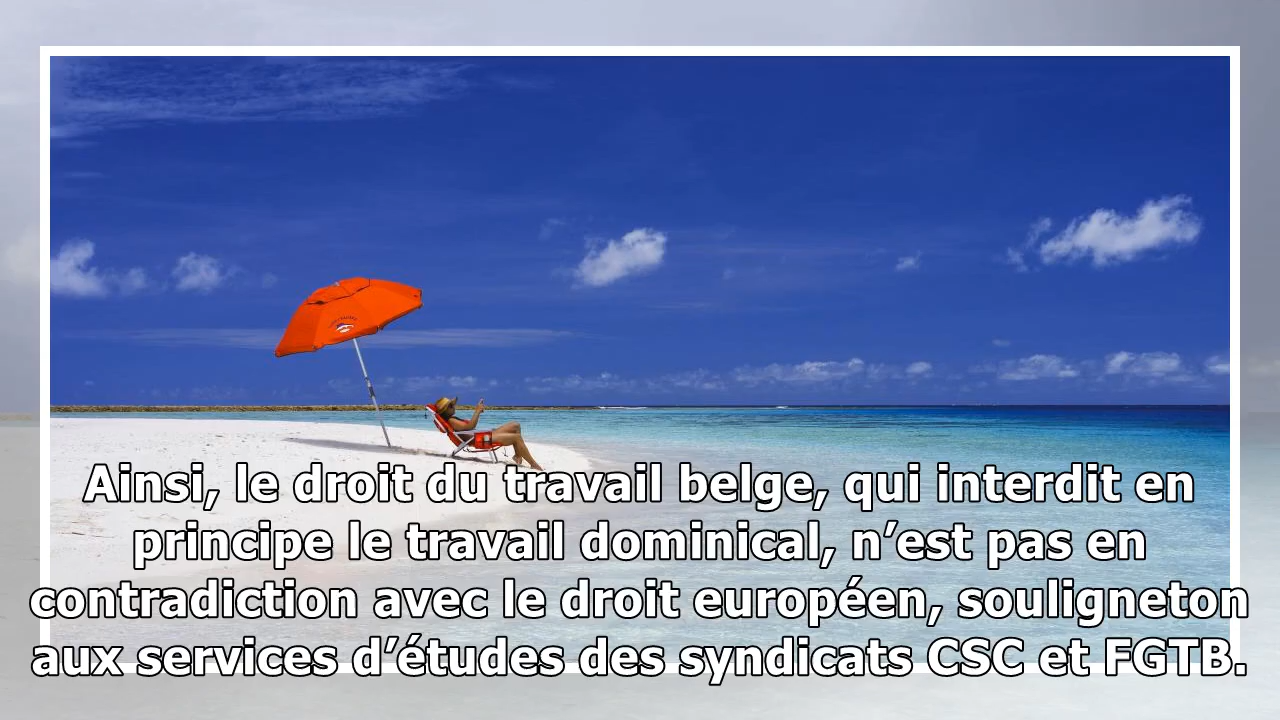 Ainsi, le droit du travail belge, qui interdit en
principe le travail dominical, n’est pas en
contradiction avec le droit européen, souligneton
aux services d’études des syndicats CSC et FGTB.